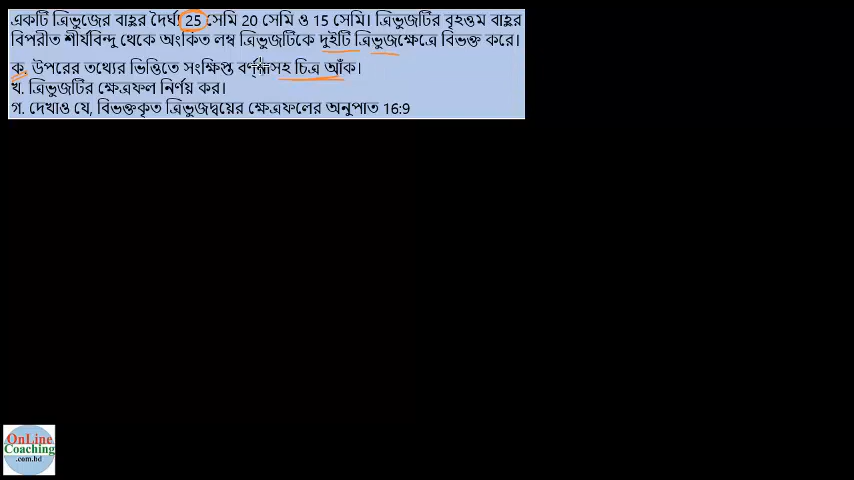 একটি ত্রিভুজের বাহুর দৈর্ঘ্য 25 সেমি 20 সেমি ও 15 সেমি। ত্রিভুজটির বৃহত্তম বাহুর
বিপরীত শীর্ষবিন্দু থেকে অংকিত লম্ব ত্রিভুজটিকে দুইটি ত্রিভুজক্ষেত্রে বিভক্ত করে।
ক. উপরের তথ্যের ভিত্তিতে সংক্ষিপ্ত বর্ণনাসহ চিত্র আঁক।
খ. ত্রিভুজটির ক্ষেত্রফল নির্ণয় কর।
গ. দেখাও যে, বিভক্তকৃত ত্রিভুজদ্বয়ের ক্ষেত্রফলের অনুপাত 16:9
OnLine
Coaching
.com.bd